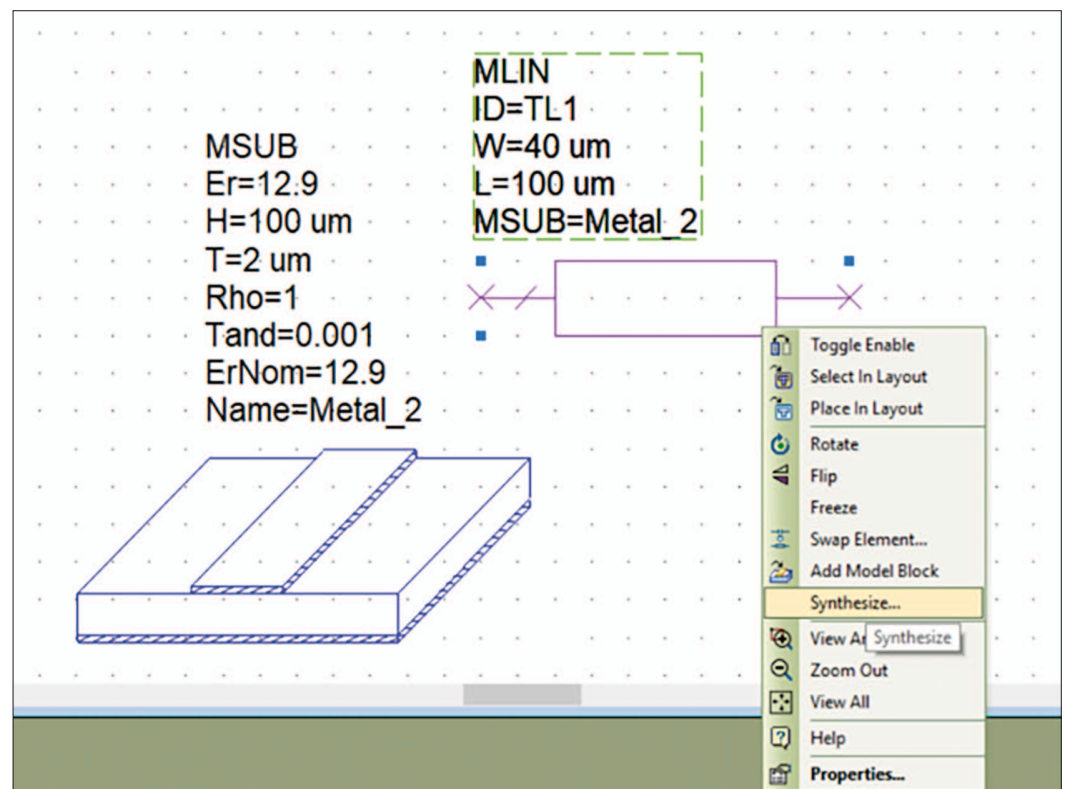 MLIN
ID=TL1
W=40 um
L=100 um
MSUB=Metal_2
MSUB
Er=12.9
H=100 um
T=2 um
Rho=1
Tand=0.001
ErNom=12.9
Name=Metal_2
Toggle Enable
Select In Layout
Place In Layout
Rotate
Flip
Freeze
Swap Element...
Add Model Block
Synthesize...
View
Synthesize
Zoom Out
View All
Help
Properties...